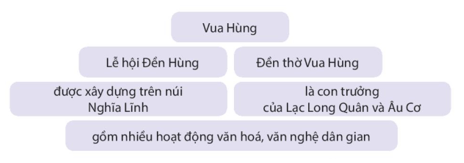 Vua Hùng
Lễ hội Đền Hùng
Đền thờ Vua Hùng
được xây dựng trên núi
Nghĩa Lĩnh
là con trưởng
của Lạc Long Quân và Âu Cơ
gồm nhiều hoạt động văn hoá, văn nghệ dân gian